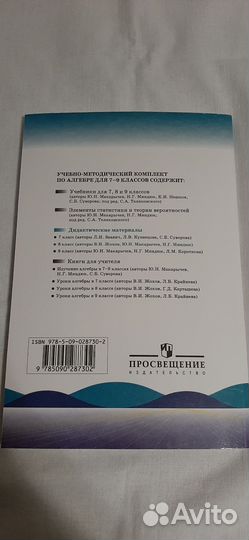 УЧЕБНО-МЕТОДИЧЕСКИЙ КОМПЛЕКТ
ПО АЛГЕБРЕ ДЛЯ 7–9 КЛАССОВ СОДЕРЖИТ:
Учебники для 7, 8 и 9 классов
(авторы Ю.Н. Макарычев, Н.Г. Миндюк, К.И. Нешков,
С.Б. Суворова; под ред. С.А. Теляковского)
Элементы статистики и теории вероятностей
(авторы Ю.Н. Макарычев, Н.Г. Миндюк;
под ред. С.А. Теляковского)
Дидактические материалы
• 7 класс (авторы Л.И. Звавич, Л.В. Кузнецова, С.Б. Суворова)
• 8 класс (авторы В.И. Жохов, Ю.Н. Макарычев, Н.Г. Миндюк)
• 9 класс (авторы Ю.Н. Макарычев, Н.Г. Миндюк, Л.М. Короткова)
Книги для учителя
• Изучение алгебры в 7–9 классах (авторы Ю.Н. Макарычев,
Н.Г. Миндюк, С.Б. Суворова)
• Уроки алгебры в 7 классе (авторы В.И. Жохов, Л.Б. Крайнева)
• Уроки алгебры в 8 классе (авторы В.И. Жохов, Г.Д. Карташева)
• Уроки алгебры в 9 классе (авторы В.И. Жохов, Л.Б. Крайнева)
ISBN 978-5-09-028730-2
9 785090 287302
ПРОСВЕЩЕНИЕ
ИЗДАТЕЛЬСТВО
Avito